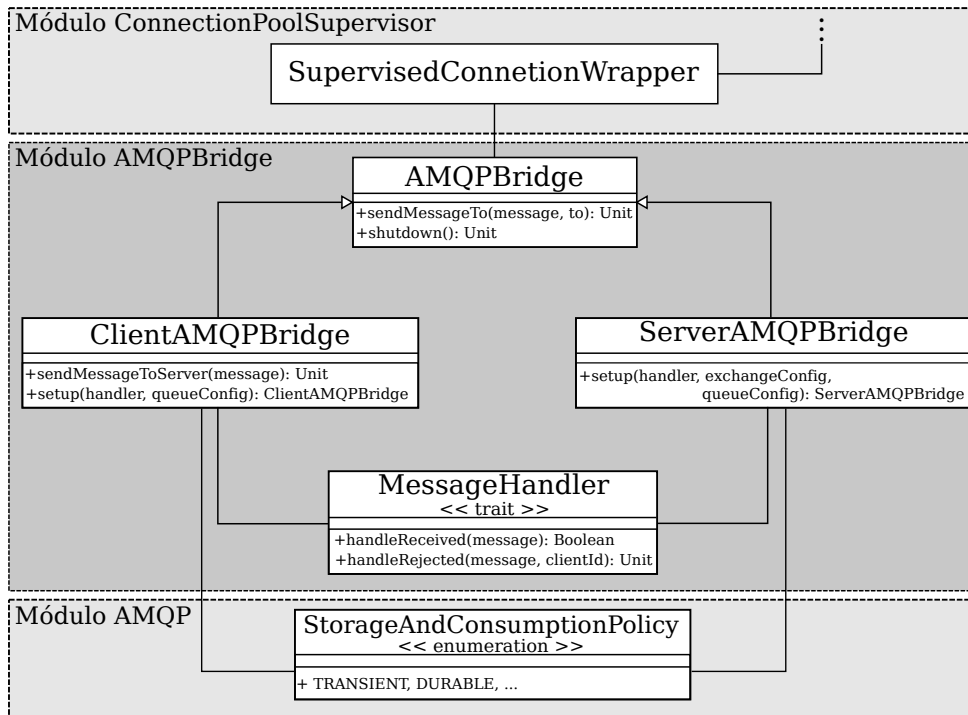 Módulo ConnectionPoolSupervisor
SupervisedConnetionWrapper
Módulo AMQPBridge
AMQPBridge
+sendMessageTo(message, to): Unit
+shutdown(): Unit
ClientAMQPBridge
+sendMessageToServer(message): Unit
+setup(handler, queueConfig): ClientAMQPBridge
ServerAMQPBridge
+setup(handler, exchangeConfig,
queueConfig): ServerAMQPBridge
MessageHandler
<< trait >>
+handleReceived(message): Boolean
+handleRejected(message, clientId): Unit
Módulo AMQP
StorageAndConsumptionPolicy
<< enumeration >>
+ TRANSIENT, DURABLE, ...